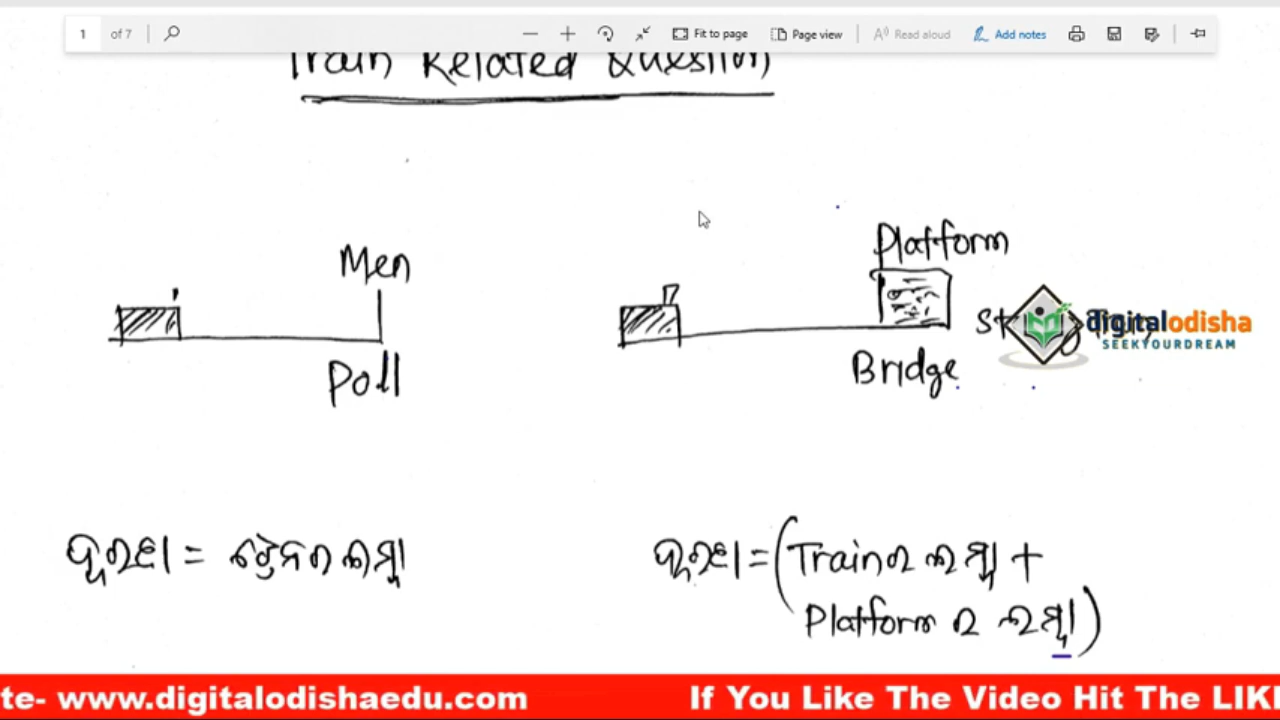 1 of 7 Fit to page Page view Read aloud Add notes
Train Related Question
Men
Poll
Platform
Bridge
digitalodisha
SEEKYOURDREAM
ଦୂରତା = ଟ୍ରେନର ଲମ୍ବା
ଦୂରତା = (Trainର ଲମ୍ବା +
Platform ର ଲମ୍ବା)
te- www.digitalodishaedu.com If You Like The Video Hit The LIK